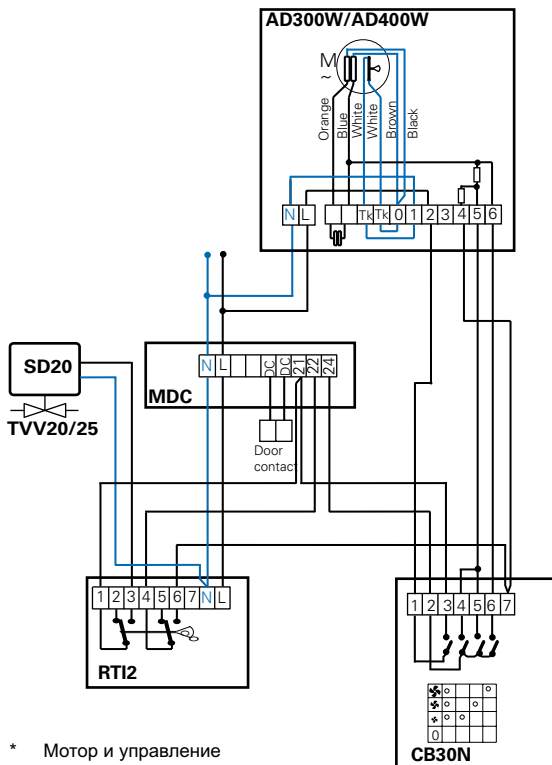 AD300W/AD400W
M
~
Orange
Blue
White
White
Brown
Black
N L Tk Tk 0 1 2 3 4 5 6
SD20
TVV20/25
N L DC DC 21 22 24
MDC
Door
contact
1 2 3 4 5 6 7 N L
RTI2
1 2 3 4 5 6 7
0
CB30N
* Мотор и управление